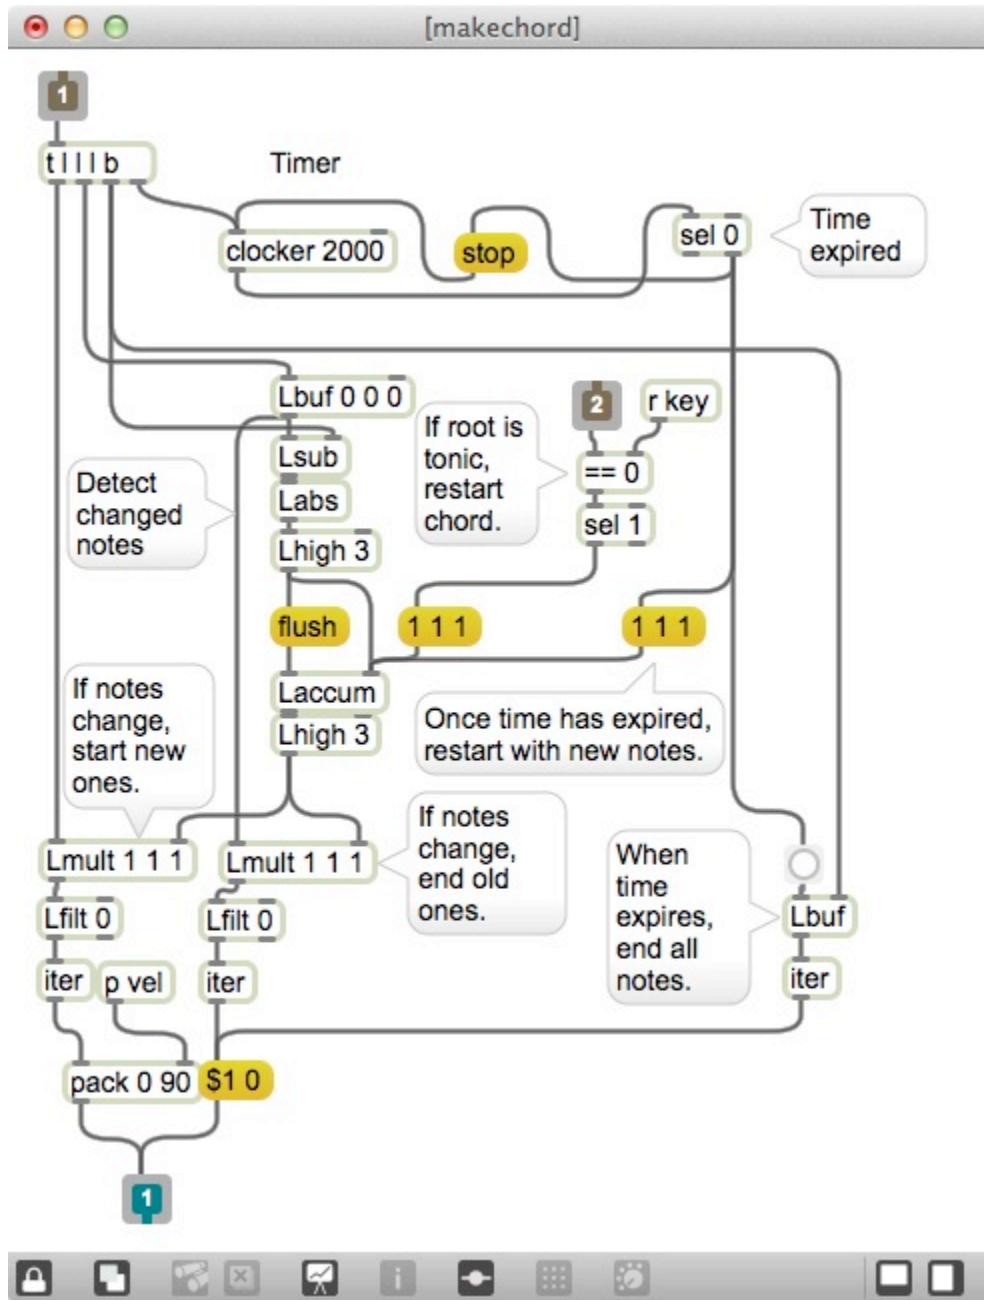 [makechord]
1
t l l l b
Timer
clocker 2000
stop
sel 0
Time
expired
Lbuf 0 0 0
2
r key
If root is
tonic,
restart
chord.
Lsub
== 0
Detect
changed
notes
Labs
sel 1
Lhigh 3
flush
1 1 1
1 1 1
If notes
change,
start new
ones.
Laccum
Lhigh 3
Once time has expired,
restart with new notes.
Lmult 1 1 1
Lmult 1 1 1
If notes
change,
end old
ones.
When
time
expires,
end all
notes.
Lfilt 0
Lfilt 0
Lbuf
iter
p vel
iter
iter
pack 0 90
$1 0
1
i